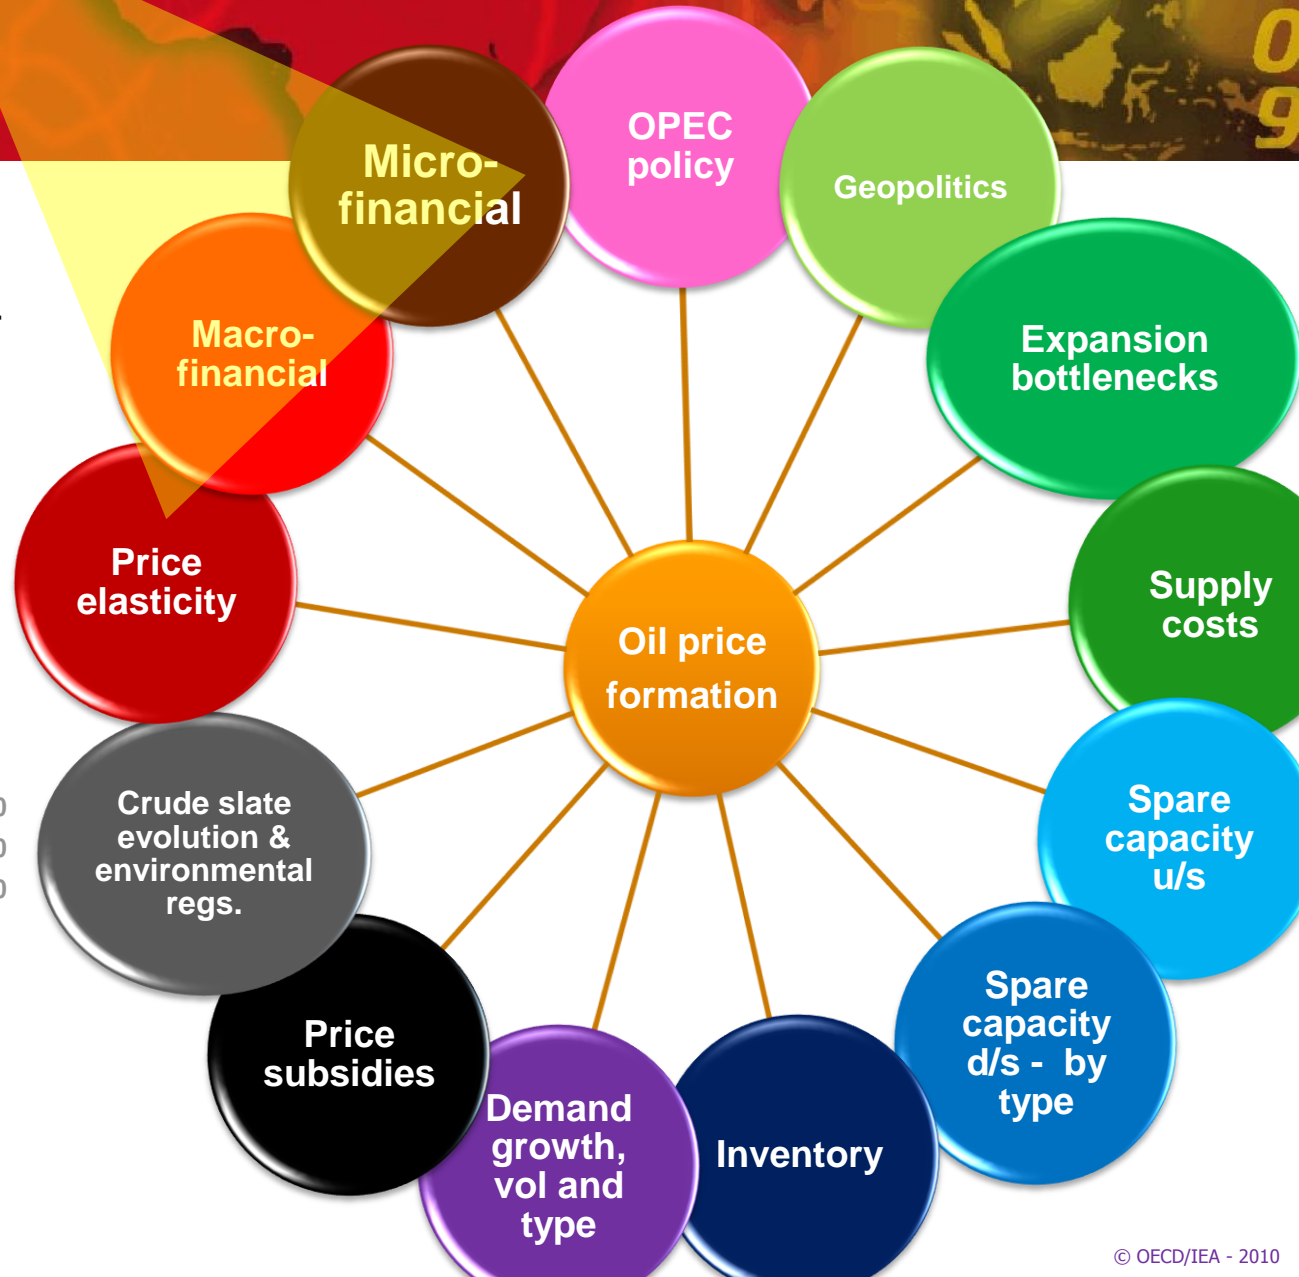 0
9
OPEC
policy
Micro-
financial
Geopolitics
Macro-
financial
Expansion
bottlenecks
Price
elasticity
Supply
costs
Oil price
formation
Crude slate
evolution &
environmental
regs.
Spare
capacity
u/s
Spare
capacity
d/s - by
type
Price
subsidies
Demand
growth,
vol and
type
Inventory
© OECD/IEA - 2010